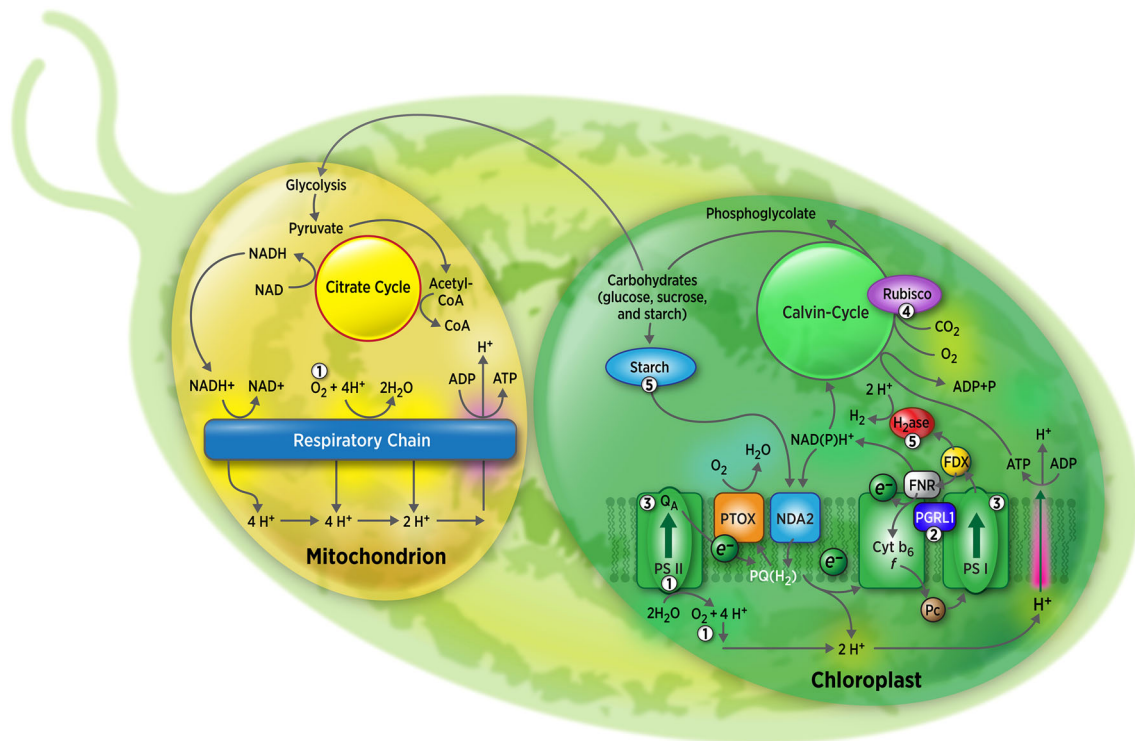 Glycolysis
Pyruvate
NADH
NAD
Citrate Cycle
Acetyl-
CoA
CoA
H⁺
NADH+
NAD+
1
O₂ + 4H⁺
2H₂O
ADP
ATP
Respiratory Chain
4 H⁺
4 H⁺
2 H⁺
Mitochondrion
Phosphoglycolate
Carbohydrates
(glucose, sucrose,
and starch)
Calvin-Cycle
Rubisco
4
CO₂
O₂
Starch
5
ADP+P
2 H⁺
H₂
H₂ase
5
NAD(P)H⁺
FDX
H⁺
ATP
ADP
O₂
H₂O
e⁻
FNR
3
Q_A
PTOX
NDA2
PGRL1
2
3
e⁻
Cyt b₆
f
PS II
1
PQ(H₂)
e⁻
PS I
Pc
H⁺
2H₂O
O₂ + 4 H⁺
1
2 H⁺
Chloroplast